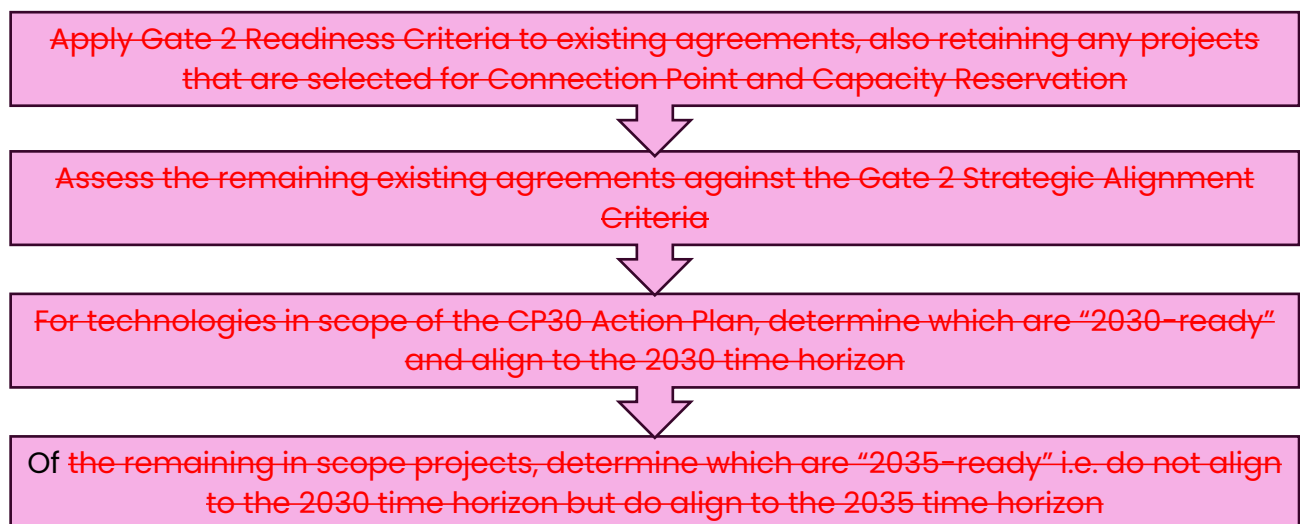 Apply Gate 2 Readiness Criteria to existing agreements, also retaining any projects
that are selected for Connection Point and Capacity Reservation
Assess the remaining existing agreements against the Gate 2 Strategic Alignment
Criteria
For technologies in scope of the CP30 Action Plan, determine which are “2030-ready”
and align to the 2030 time horizon
Of the remaining in scope projects, determine which are “2035-ready” i.e. do not align
to the 2030 time horizon but do align to the 2035 time horizon